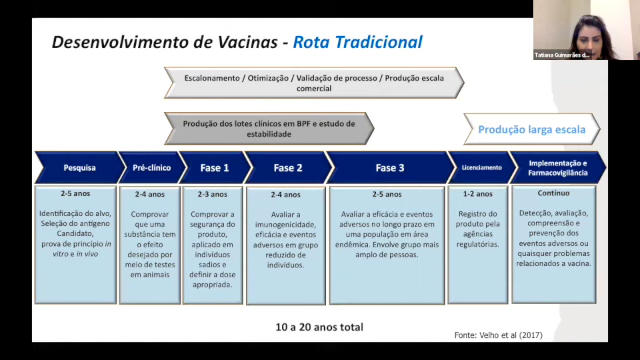 Desenvolvimento de Vacinas - Rota Tradicional
Tatiana Guimarães d...
Escalonamento / Otimização / Validação de processo / Produção escala
comercial
Produção dos lotes clínicos em BPF e estudo de
estabilidade
Produção larga escala
Pesquisa
Pré-clínico
Fase 1
Fase 2
Fase 3
Licenciamento
Implementação e
Farmacovigilância
2-5 anos
Identificação do alvo,
Seleção do antígeno
Candidato,
prova de princípio in
vitro e in vivo
2-4 anos
Comprovar
que uma
substância tem
o efeito
desejado por
meio de testes
em animais
2-3 anos
Comprovar a
segurança do
produto,
aplicado em
indivíduos
sadios e
definir a dose
apropriada.
2-4 anos
Avaliar a
imunogenicidade,
eficácia e eventos
adversos em grupo
reduzido de
indivíduos.
2-5 anos
Avaliar a eficácia e eventos
adversos no longo prazo em
uma população em área
endêmica. Envolve grupo mais
amplo de pessoas.
1-2 anos
Registro do
produto pela
agências
regulatórias.
Contínuo
Detecção, avaliação,
compreensão e
prevenção dos
eventos adversos ou
quaisquer problemas
relacionados a vacina.
10 a 20 anos total
Fonte: Velho et al (2017)